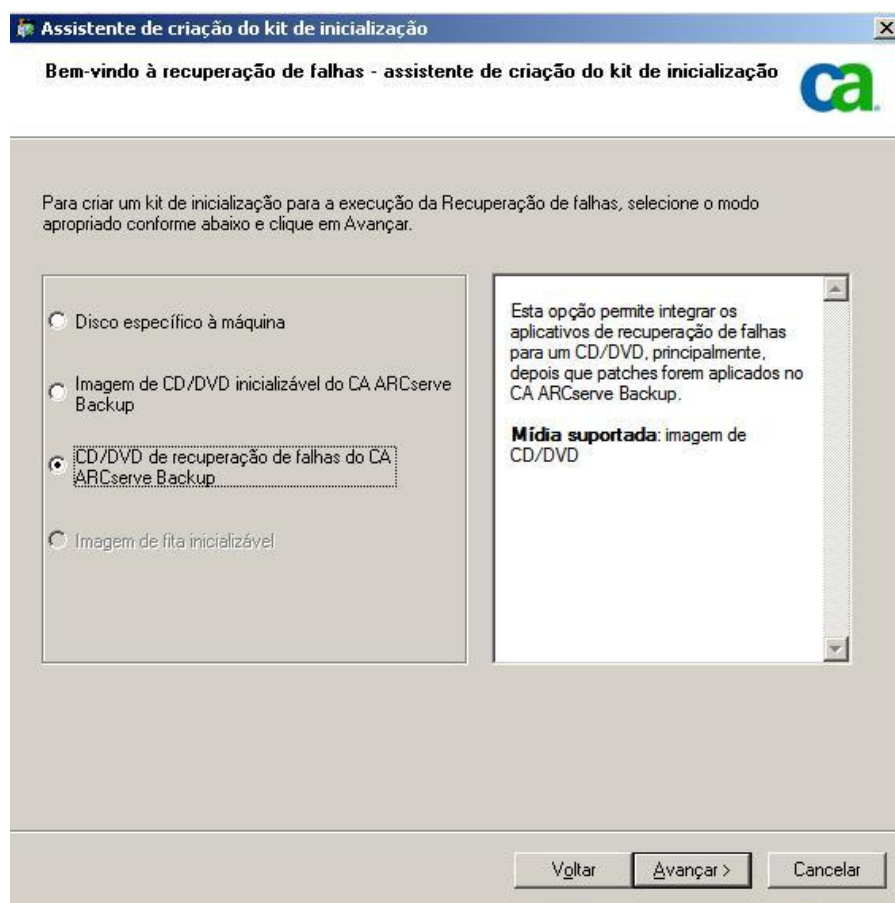 Assistente de criação do kit de inicialização
Bem-vindo à recuperação de falhas - assistente de criação do kit de inicialização
ca
Para criar um kit de inicialização para a execução da Recuperação de falhas, selecione o modo
apropriado conforme abaixo e clique em Avançar.
Disco específico à máquina
Imagem de CD/DVD inicializável do CA ARCserve
Backup
CD/DVD de recuperação de falhas do CA
ARCserve Backup
Imagem de fita inicializável
Esta opção permite integrar os
aplicativos de recuperação de falhas
para um CD/DVD, principalmente,
depois que patches forem aplicados no
CA ARCserve Backup.
Mídia suportada: imagem de
CD/DVD
Voltar
Avançar >
Cancelar